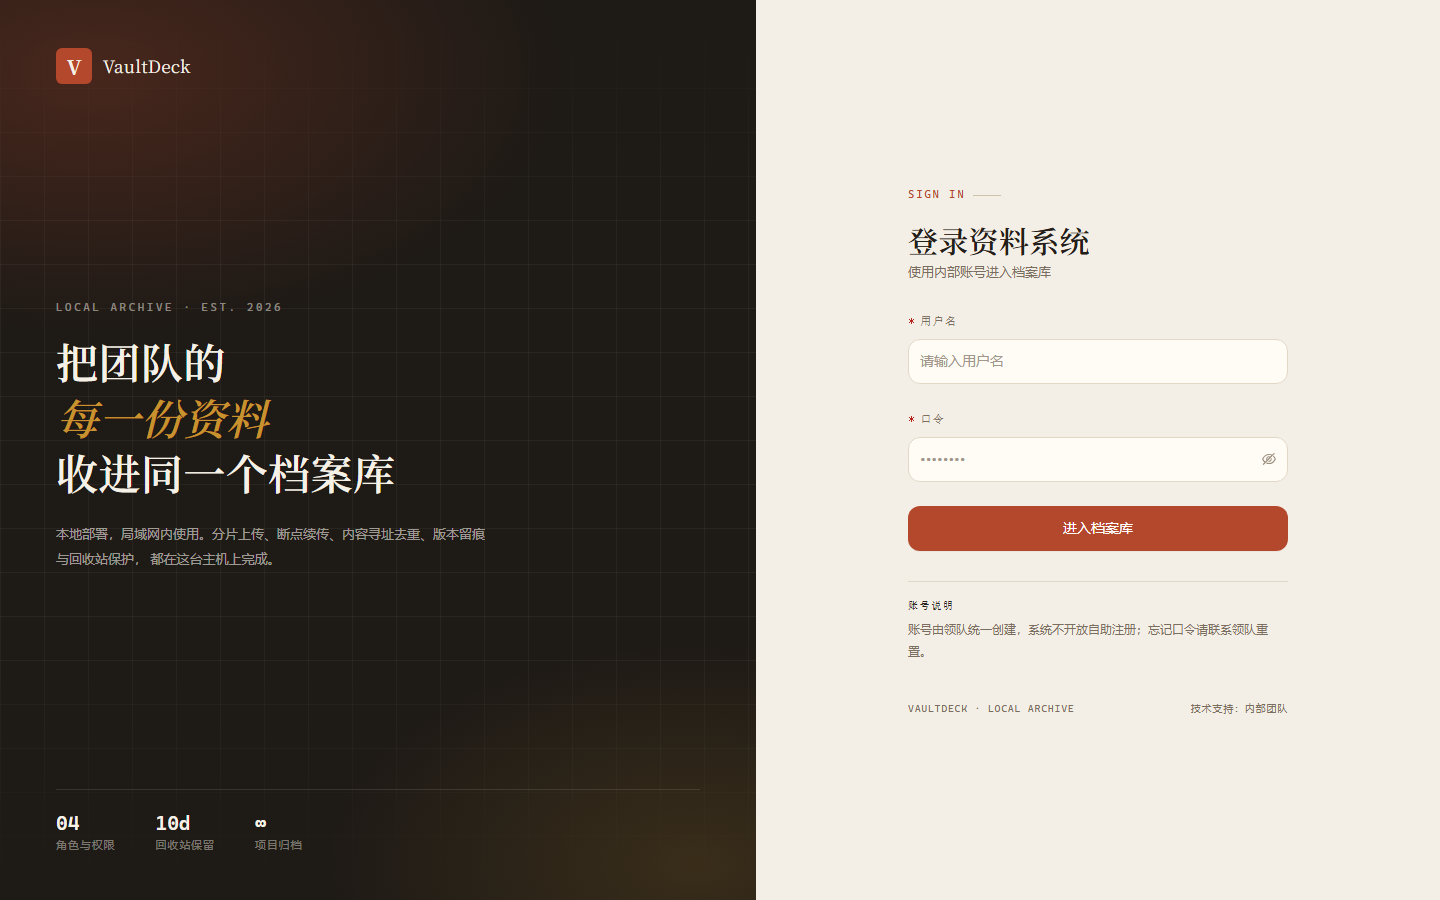 V VaultDeck
LOCAL ARCHIVE · EST. 2026
把团队的
每一份资料
收进同一个档案库
本地部署，局域网内使用。分片上传、断点续传、内容寻址去重、版本留痕
与回收站保护， 都在这台主机上完成。
04
角色与权限
10d
回收站保留
∞
项目归档
SIGN IN
登录资料系统
使用内部账号进入档案库
* 用户名
请输入用户名
* 口令
••••••••
进入档案库
账号说明
账号由领队统一创建，系统不开放自助注册；忘记口令请联系领队重
置。
VAULTDECK · LOCAL ARCHIVE
技术支持：内部团队